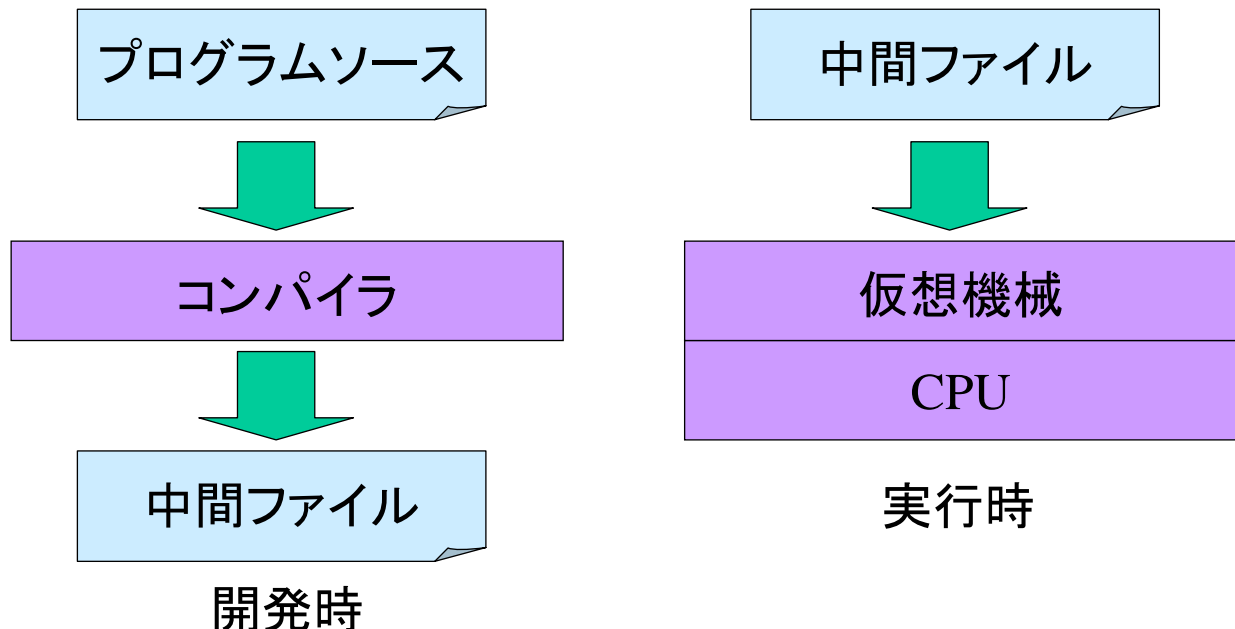 プログラムソース
コンパイラ
中間ファイル
開発時
中間ファイル
仮想機械
CPU
実行時